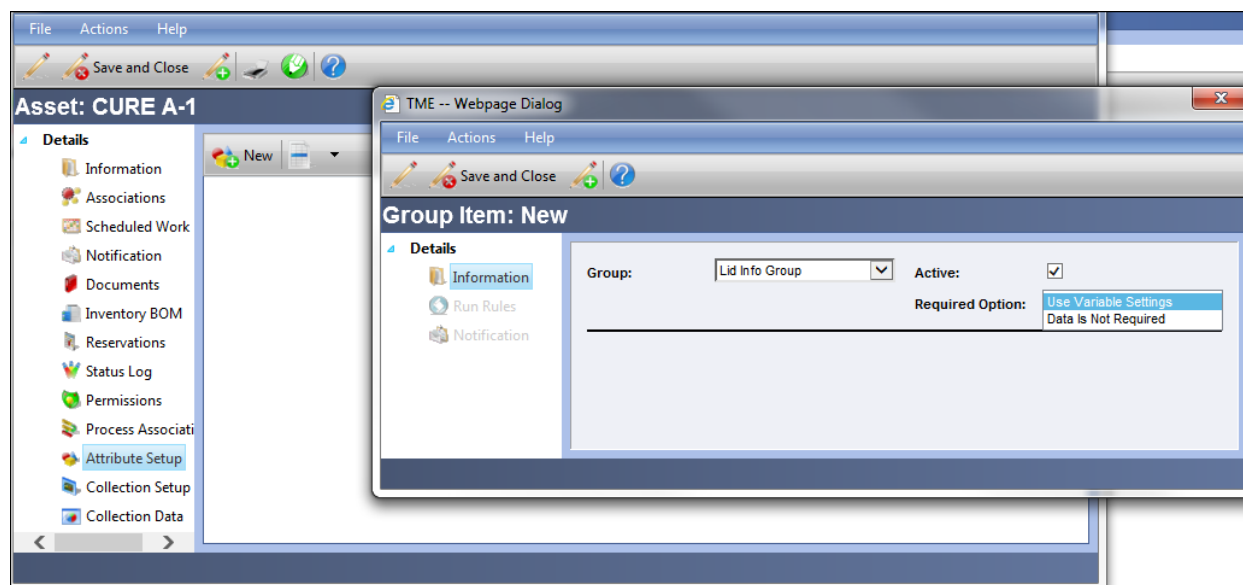 File Actions Help
Save and Close
Asset: CURE A-1
Details
Information
Associations
Scheduled Work
Notification
Documents
Inventory BOM
Reservations
Status Log
Permissions
Process Associati
Attribute Setup
Collection Setup
Collection Data
New
TME -- Webpage Dialog
File Actions Help
Save and Close
Group Item: New
Details
Information
Run Rules
Notification
Group: Lid Info Group Active:
Required Option: Use Variable Settings
Data Is Not Required